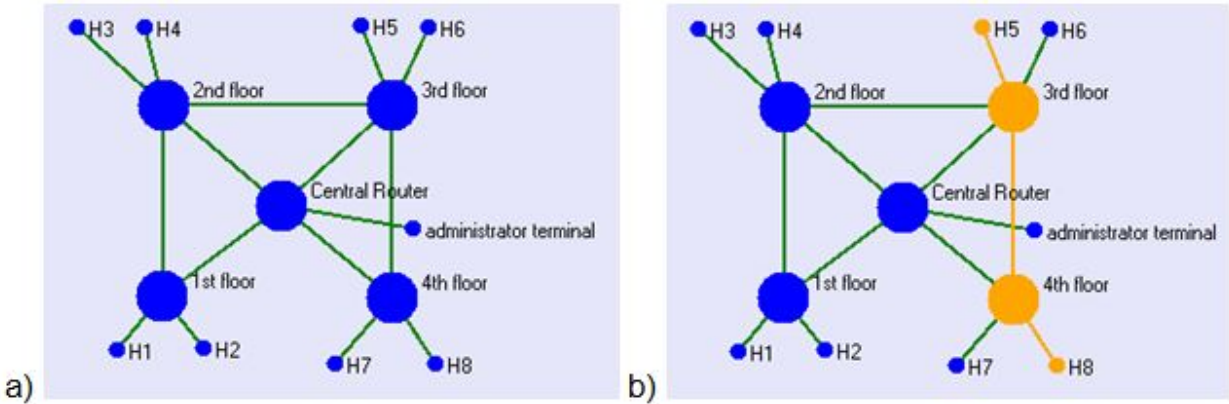 H3
H4
H5
H6
2nd floor
3rd floor
Central Router
administrator terminal
1st floor
4th floor
H1
H2
H7
H8
a)
H3
H4
H5
H6
2nd floor
3rd floor
Central Router
administrator terminal
1st floor
4th floor
H1
H2
H7
H8
b)